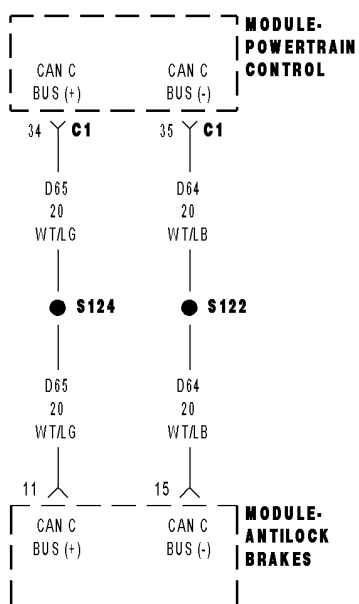 MODULE-
POWERTRAIN
CONTROL
CAN C CAN C
BUS (+) BUS (-)
34 C1 35 C1
D65 D64
20 20
WT/LG WT/LB
S124 S122
D65 D64
20 20
WT/LG WT/LB
11 15
CAN C CAN C
BUS (+) BUS (-)
MODULE-
ANTILOCK
BRAKES